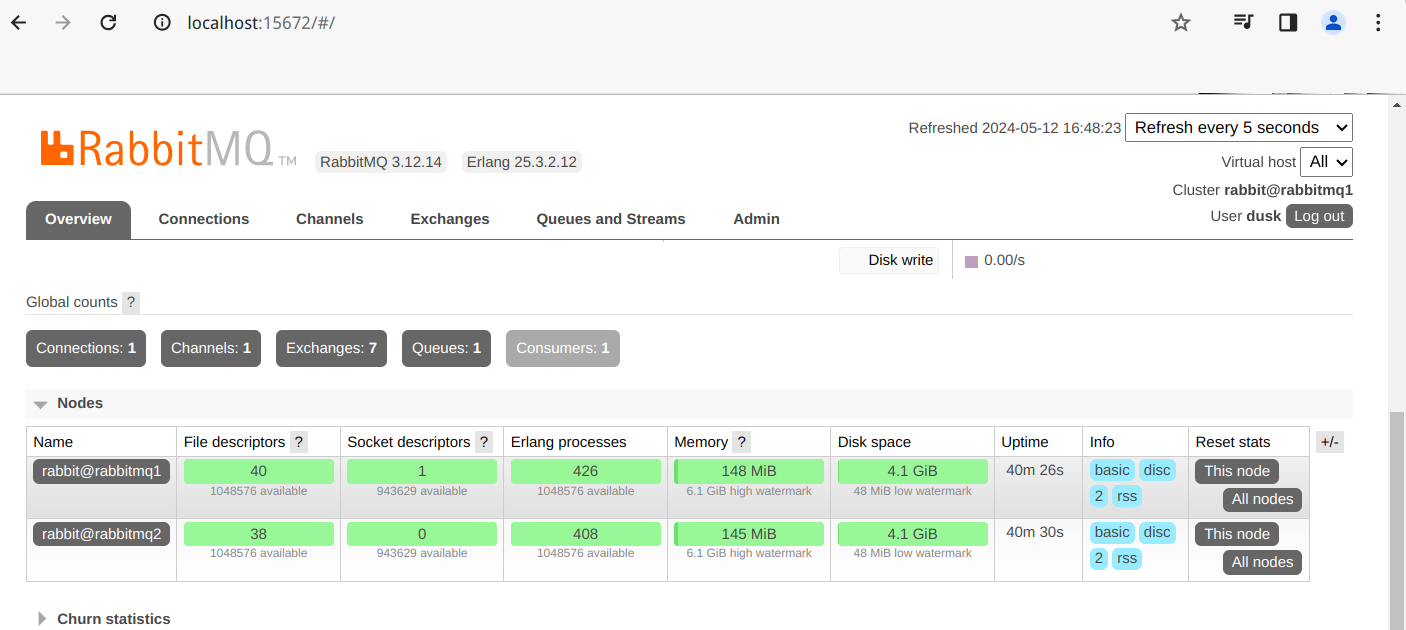 localhost:15672/#/
RabbitMQ TM RabbitMQ 3.12.14 Erlang 25.3.2.12
Refreshed 2024-05-12 16:48:23 Refresh every 5 seconds
Virtual host All
Cluster rabbit@rabbitmq1
User dusk Log out
Overview Connections Channels Exchanges Queues and Streams Admin
Disk write 0.00/s
Global counts ?
Connections: 1 Channels: 1 Exchanges: 7 Queues: 1 Consumers: 1
Nodes
Name File descriptors ? Socket descriptors ? Erlang processes Memory ? Disk space Uptime Info Reset stats +/-
rabbit@rabbitmq1 40 1 426 148 MiB 4.1 GiB 40m 26s basic disc This node
1048576 available 943629 available 1048576 available 6.1 GiB high watermark 48 MiB low watermark 2 rss All nodes
rabbit@rabbitmq2 38 0 408 145 MiB 4.1 GiB 40m 30s basic disc This node
1048576 available 943629 available 1048576 available 6.1 GiB high watermark 48 MiB low watermark 2 rss All nodes
Churn statistics